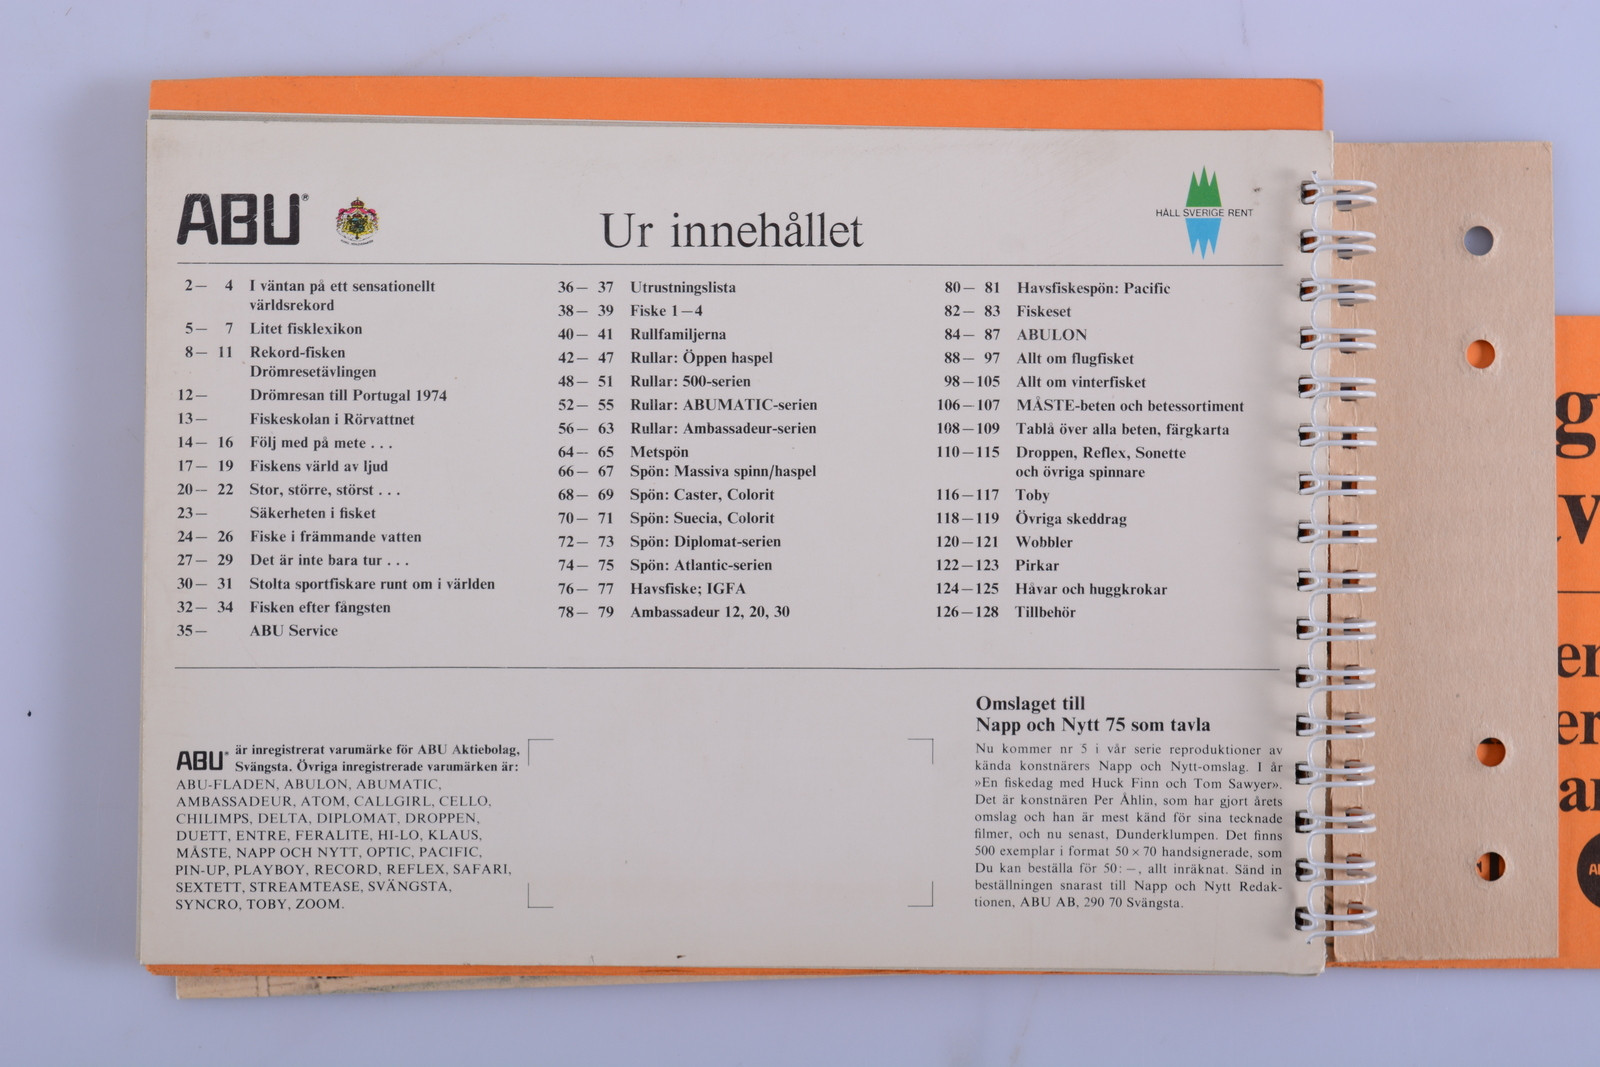 ABU®
Ur innehållet
HÅLL SVERIGE RENT
2— 4 I väntan på ett sensationellt
världsrekord
5— 7 Litet fisklexikon
8— 11 Rekord-fisken
Drömresetävlingen
12— Drömresan till Portugal 1974
13— Fiskeskolan i Rörvattnet
14— 16 Följ med på mete . . .
17— 19 Fiskens värld av ljud
20— 22 Stor, större, störst . . .
23— Säkerheten i fisket
24— 26 Fiske i främmande vatten
27— 29 Det är inte bara tur . . .
30— 31 Stolta sportfiskare runt om i världen
32— 34 Fisken efter fångsten
35— ABU Service
36— 37 Utrustningslista
38— 39 Fiske 1—4
40— 41 Rullfamiljerna
42— 47 Rullar: Öppen haspel
48— 51 Rullar: 500-serien
52— 55 Rullar: ABUMATIC-serien
56— 63 Rullar: Ambassadeur-serien
64— 65 Metspön
66— 67 Spön: Massiva spinn/haspel
68— 69 Spön: Caster, Colorit
70— 71 Spön: Suecia, Colorit
72— 73 Spön: Diplomat-serien
74— 75 Spön: Atlantic-serien
76— 77 Havsfiske; IGFA
78— 79 Ambassadeur 12, 20, 30
80— 81 Havsfiskespön: Pacific
82— 83 Fiskeset
84— 87 ABULON
88— 97 Allt om flugfisket
98—105 Allt om vinterfisket
106—107 MÅSTE-beten och betessortiment
108—109 Tablå över alla beten, färgkarta
110—115 Droppen, Reflex, Sonette
och övriga spinnare
116—117 Toby
118—119 Övriga skeddrag
120—121 Wobbler
122—123 Pirkar
124—125 Håvar och huggkrokar
126—128 Tillbehör
ABU® är inregistrerat varumärke för ABU Aktiebolag,
Svängsta. Övriga inregistrerade varumärken är:
ABU-FLADEN, ABULON, ABUMATIC,
AMBASSADEUR, ATOM, CALLGIRL, CELLO,
CHILIMPS, DELTA, DIPLOMAT, DROPPEN,
DUETT, ENTRE, FERALITE, HI-LO, KLAUS,
MÅSTE, NAPP OCH NYTT, OPTIC, PACIFIC,
PIN-UP, PLAYBOY, RECORD, REFLEX, SAFARI,
SEXTETT, STREAMTEASE, SVÄNGSTA,
SYNCRO, TOBY, ZOOM.
Omslaget till
Napp och Nytt 75 som tavla
Nu kommer nr 5 i vår serie reproduktioner av
kända konstnärers Napp och Nytt-omslag. I år
»En fiskedag med Huck Finn och Tom Sawyer».
Det är konstnären Per Åhlin, som har gjort årets
omslag och han är mest känd för sina tecknade
filmer, och nu senast, Dunderklumpen. Det finns
500 exemplar i format 50×70 handsignerade, som
Du kan beställa för 50:—, allt inräknat. Sänd in
beställningen snarast till Napp och Nytt Redak-
tionen, ABU AB, 290 70 Svängsta.